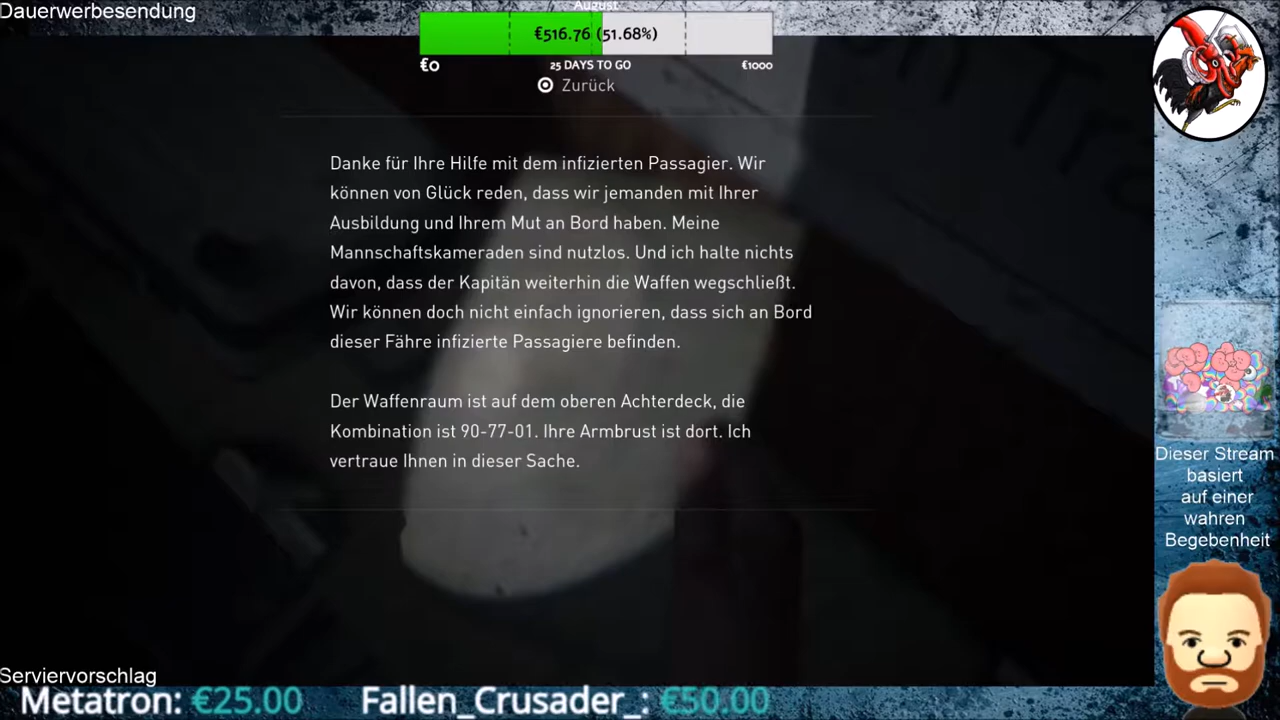 Dauerwerbesendung
August
€516.76 (51.68%)
€0
25 DAYS TO GO
€1000
Zurück
Danke für Ihre Hilfe mit dem infizierten Passagier. Wir
können von Glück reden, dass wir jemanden mit Ihrer
Ausbildung und Ihrem Mut an Bord haben. Meine
Mannschaftskameraden sind nutzlos. Und ich halte nichts
davon, dass der Kapitän weiterhin die Waffen wegschließt.
Wir können doch nicht einfach ignorieren, dass sich an Bord
dieser Fähre infizierte Passagiere befinden.
Der Waffenraum ist auf dem oberen Achterdeck, die
Kombination ist 90-77-01. Ihre Armbrust ist dort. Ich
vertraue Ihnen in dieser Sache.
Dieser Stream
basiert
auf einer
wahren
Begebenheit
Serviervorschlag
Metatron: €25.00
Fallen_Crusader_: €50.00